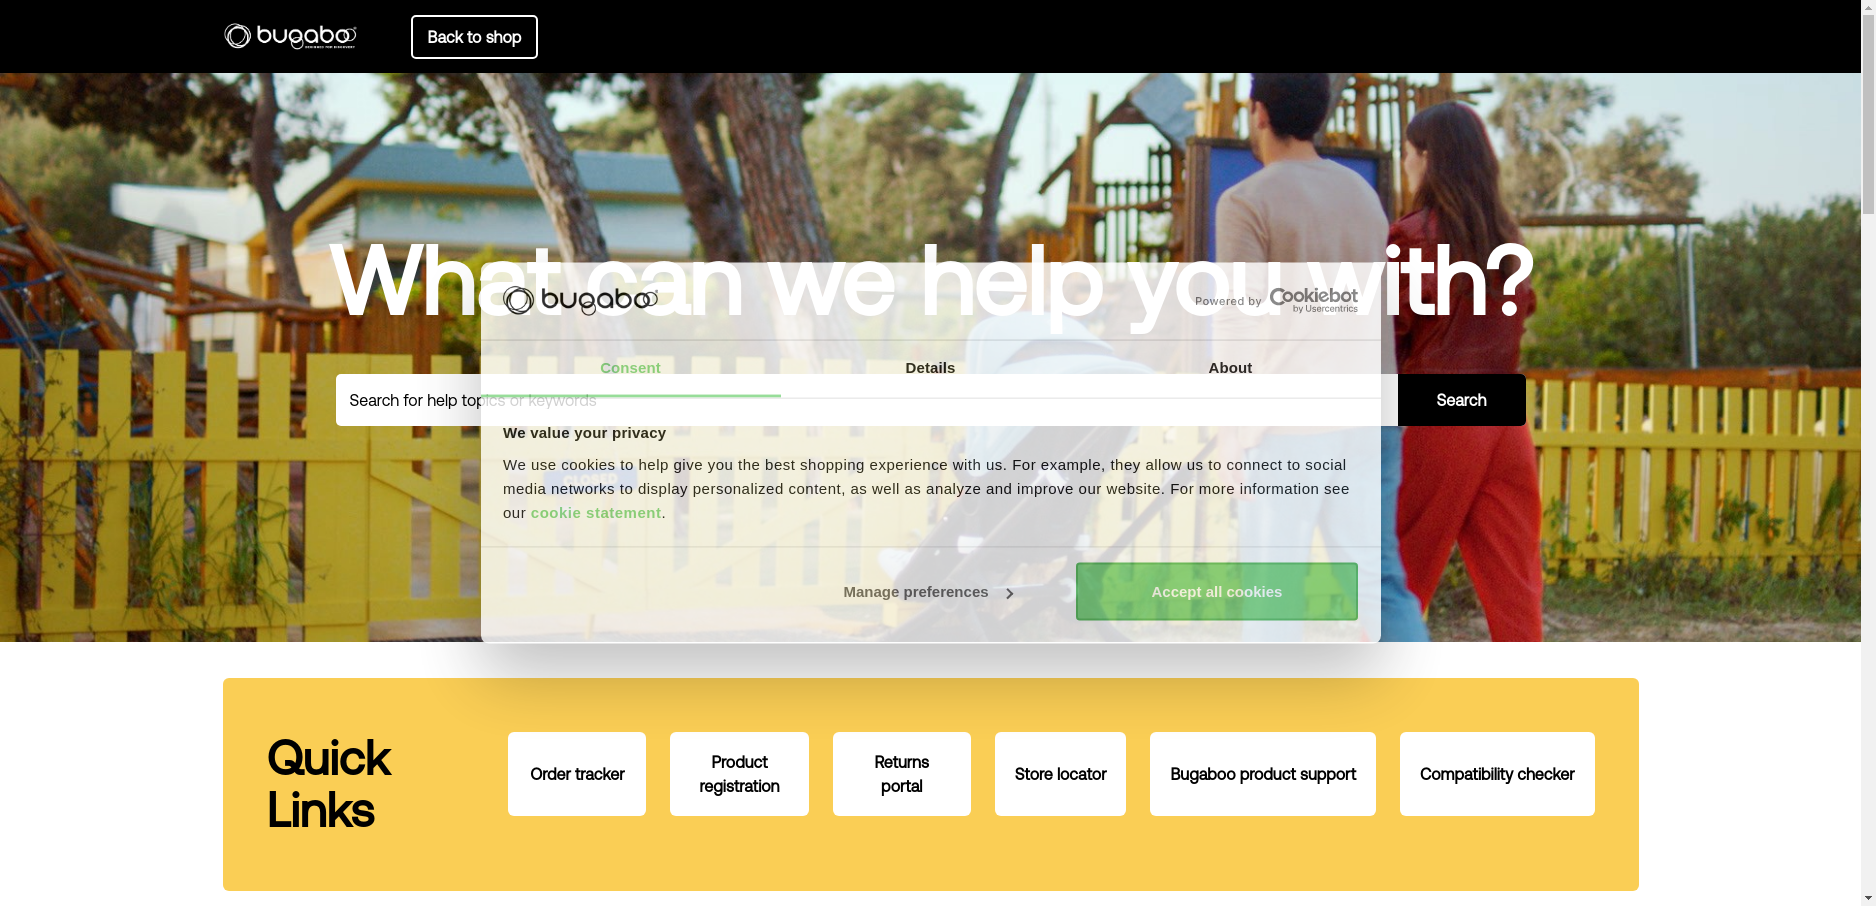 bugaboo
DESIGNED FOR DISCOVERY
Back to shop
What can we help you with?
bugaboo
Powered by Cookiebot
by Usercentrics
Consent
Details
About
Search for help topics or keywords
Search
We value your privacy
We use cookies to help give you the best shopping experience with us. For example, they allow us to connect to social
media networks to display personalized content, as well as analyze and improve our website. For more information see
our cookie statement.
Manage preferences
Accept all cookies
Quick
Links
Order tracker
Product
registration
Returns
portal
Store locator
Bugaboo product support
Compatibility checker